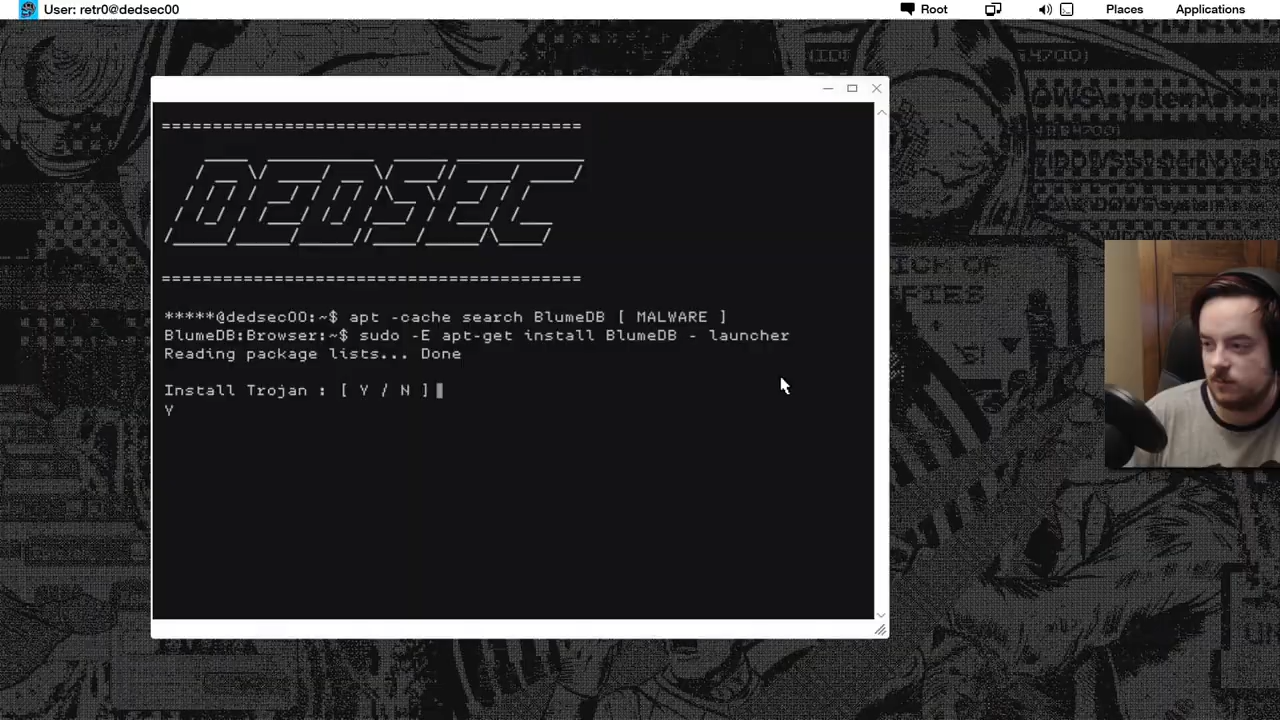 User: retr0@dedsec00
Root
Places
Applications
========================================
DEDSEC
========================================
*****@dedsec00:~$ apt -cache search BlumeDB [ MALWARE ]
BlumeDB:Browser:~$ sudo -E apt-get install BlumeDB - launcher
Reading package lists... Done
Install Trojan : [ Y / N ]
Y